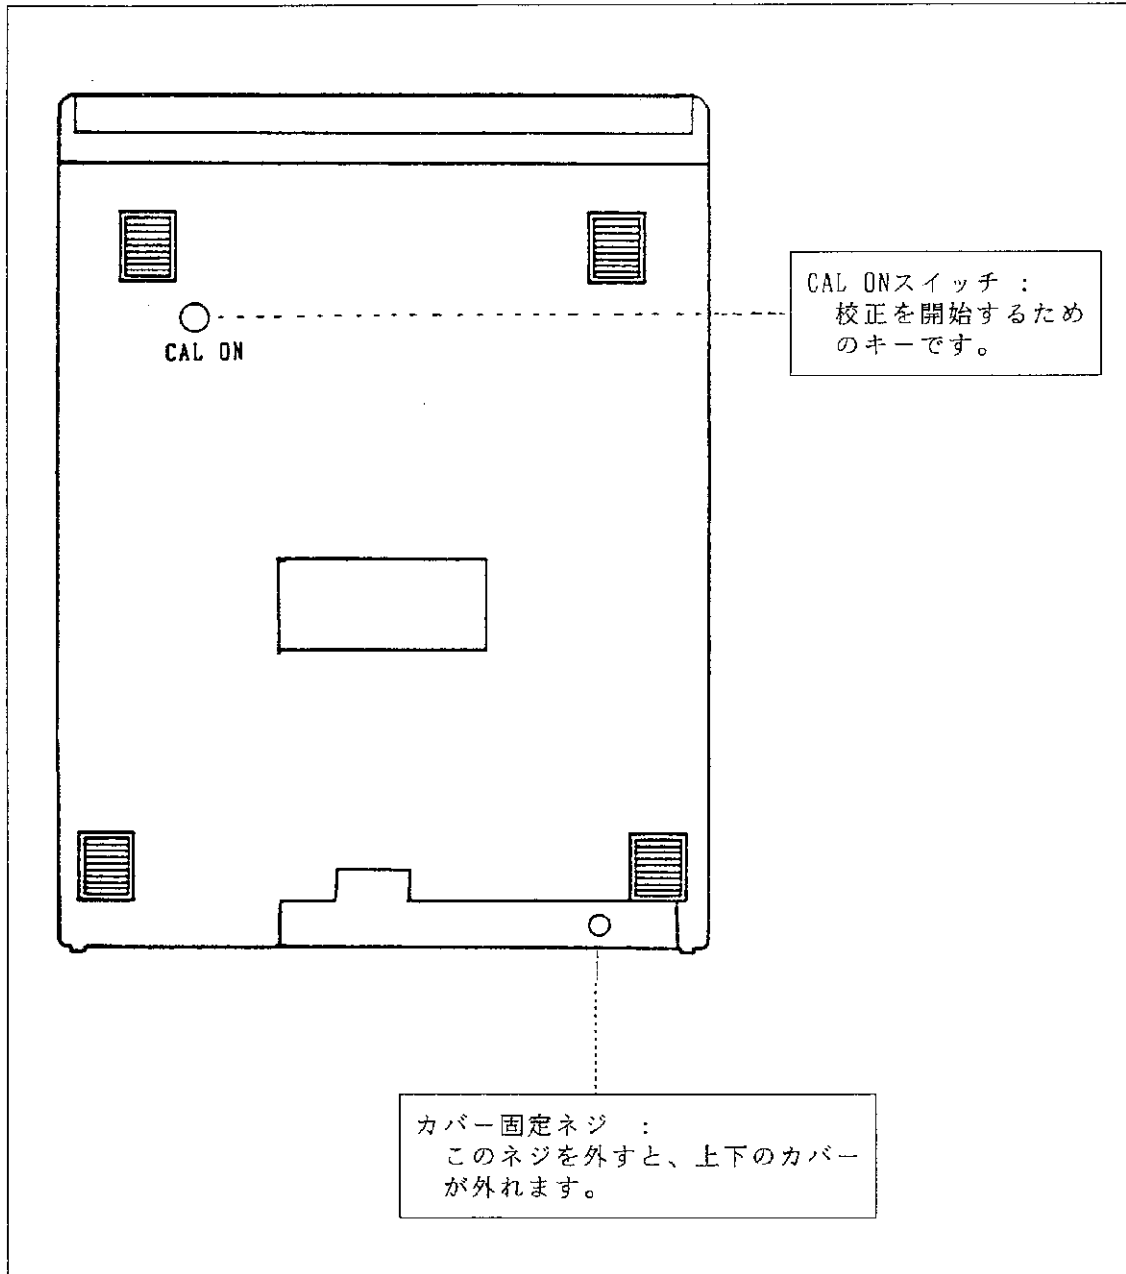 CAL ONスイッチ :
校正を開始するため
のキーです。
CAL ON
カバー固定ネジ :
このネジを外すと、上下のカバー
が外れます。